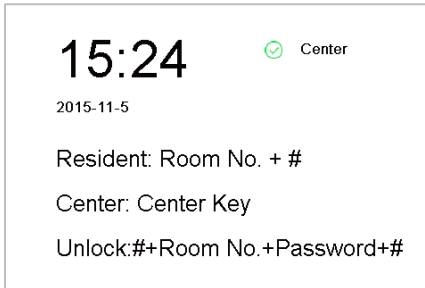 15:24
Center
2015-11-5
Resident: Room No. + #
Center: Center Key
Unlock:#+Room No.+Password+#